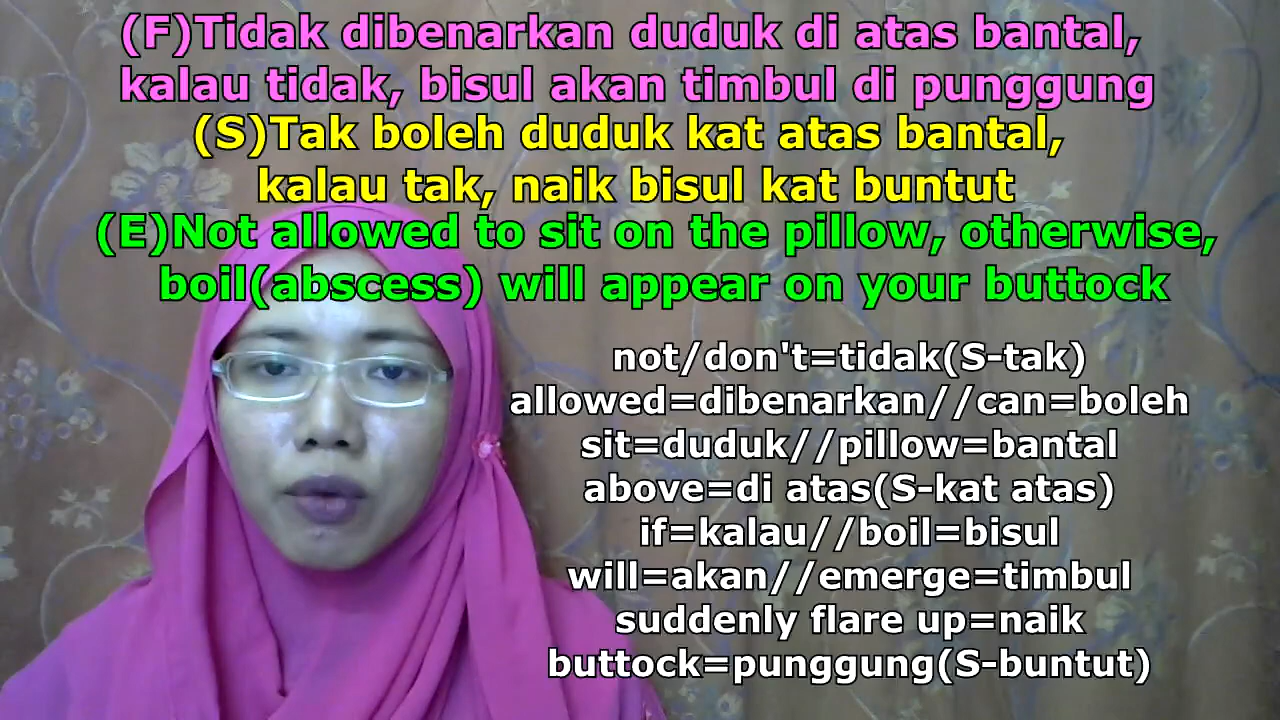 (F)Tidak dibenarkan duduk di atas bantal,
kalau tidak, bisul akan timbul di punggung
(S)Tak boleh duduk kat atas bantal,
kalau tak, naik bisul kat buntut
(E)Not allowed to sit on the pillow, otherwise,
boil(abscess) will appear on your buttock
not/don't=tidak(S-tak)
allowed=dibenarkan//can=boleh
sit=duduk//pillow=bantal
above=di atas(S-kat atas)
if=kalau//boil=bisul
will=akan//emerge=timbul
suddenly flare up=naik
buttock=punggung(S-buntut)